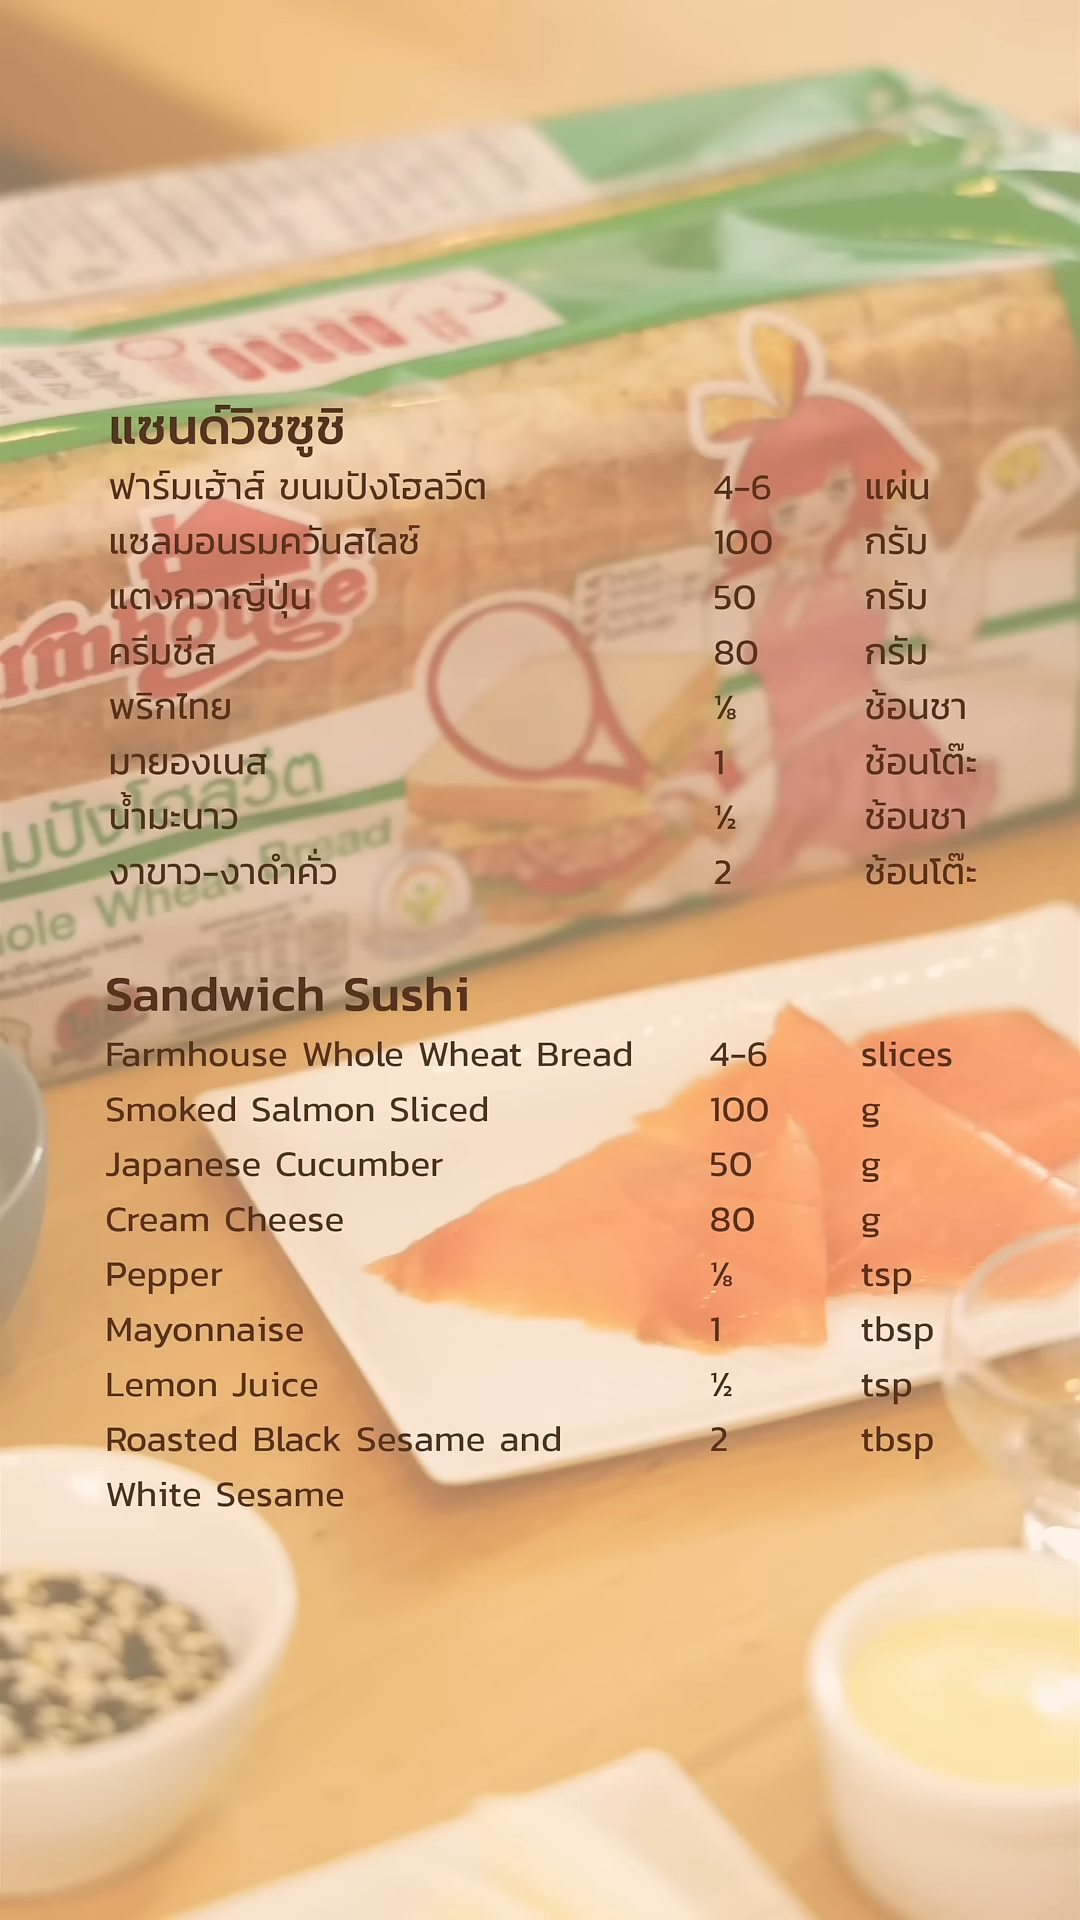 แซนด์วิชซูชิ
ฟาร์มเฮ้าส์ ขนมปังโฮลวีต 4-6 แผ่น
แซลมอนรมควันสไลซ์ 100 กรัม
แตงกวาญี่ปุ่น 50 กรัม
ครีมชีส 80 กรัม
พริกไทย ⅛ ช้อนชา
มายองเนส 1 ช้อนโต๊ะ
น้ำมะนาว ½ ช้อนชา
งาขาว-งาดำคั่ว 2 ช้อนโต๊ะ
Sandwich Sushi
Farmhouse Whole Wheat Bread 4-6 slices
Smoked Salmon Sliced 100 g
Japanese Cucumber 50 g
Cream Cheese 80 g
Pepper ⅛ tsp
Mayonnaise 1 tbsp
Lemon Juice ½ tsp
Roasted Black Sesame and 2 tbsp
White Sesame